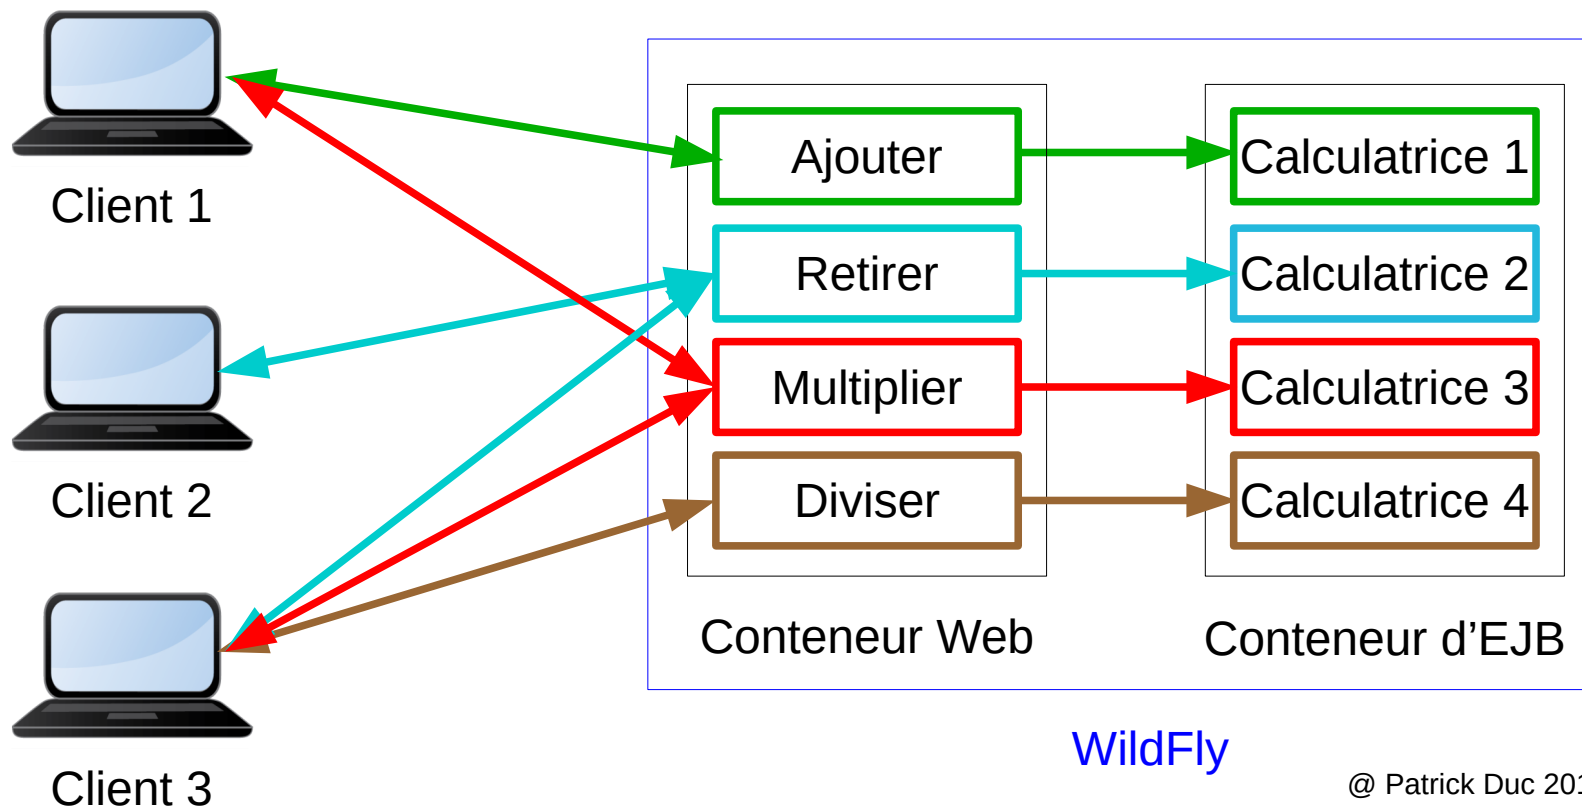 Client 1
Client 2
Client 3
Ajouter
Retirer
Multiplier
Diviser
Conteneur Web
Calculatrice 1
Calculatrice 2
Calculatrice 3
Calculatrice 4
Conteneur d’EJB
WildFly
@ Patrick Duc